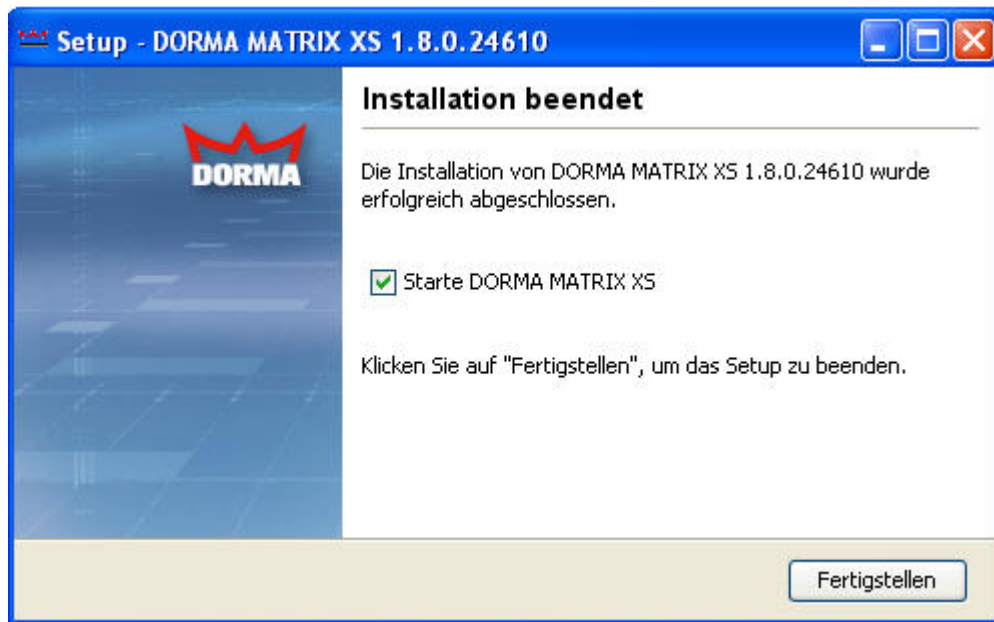 Setup - DORMA MATRIX XS 1.8.0.24610
DORMA
Installation beendet
Die Installation von DORMA MATRIX XS 1.8.0.24610 wurde
erfolgreich abgeschlossen.
Starte DORMA MATRIX XS
Klicken Sie auf "Fertigstellen", um das Setup zu beenden.
Fertigstellen